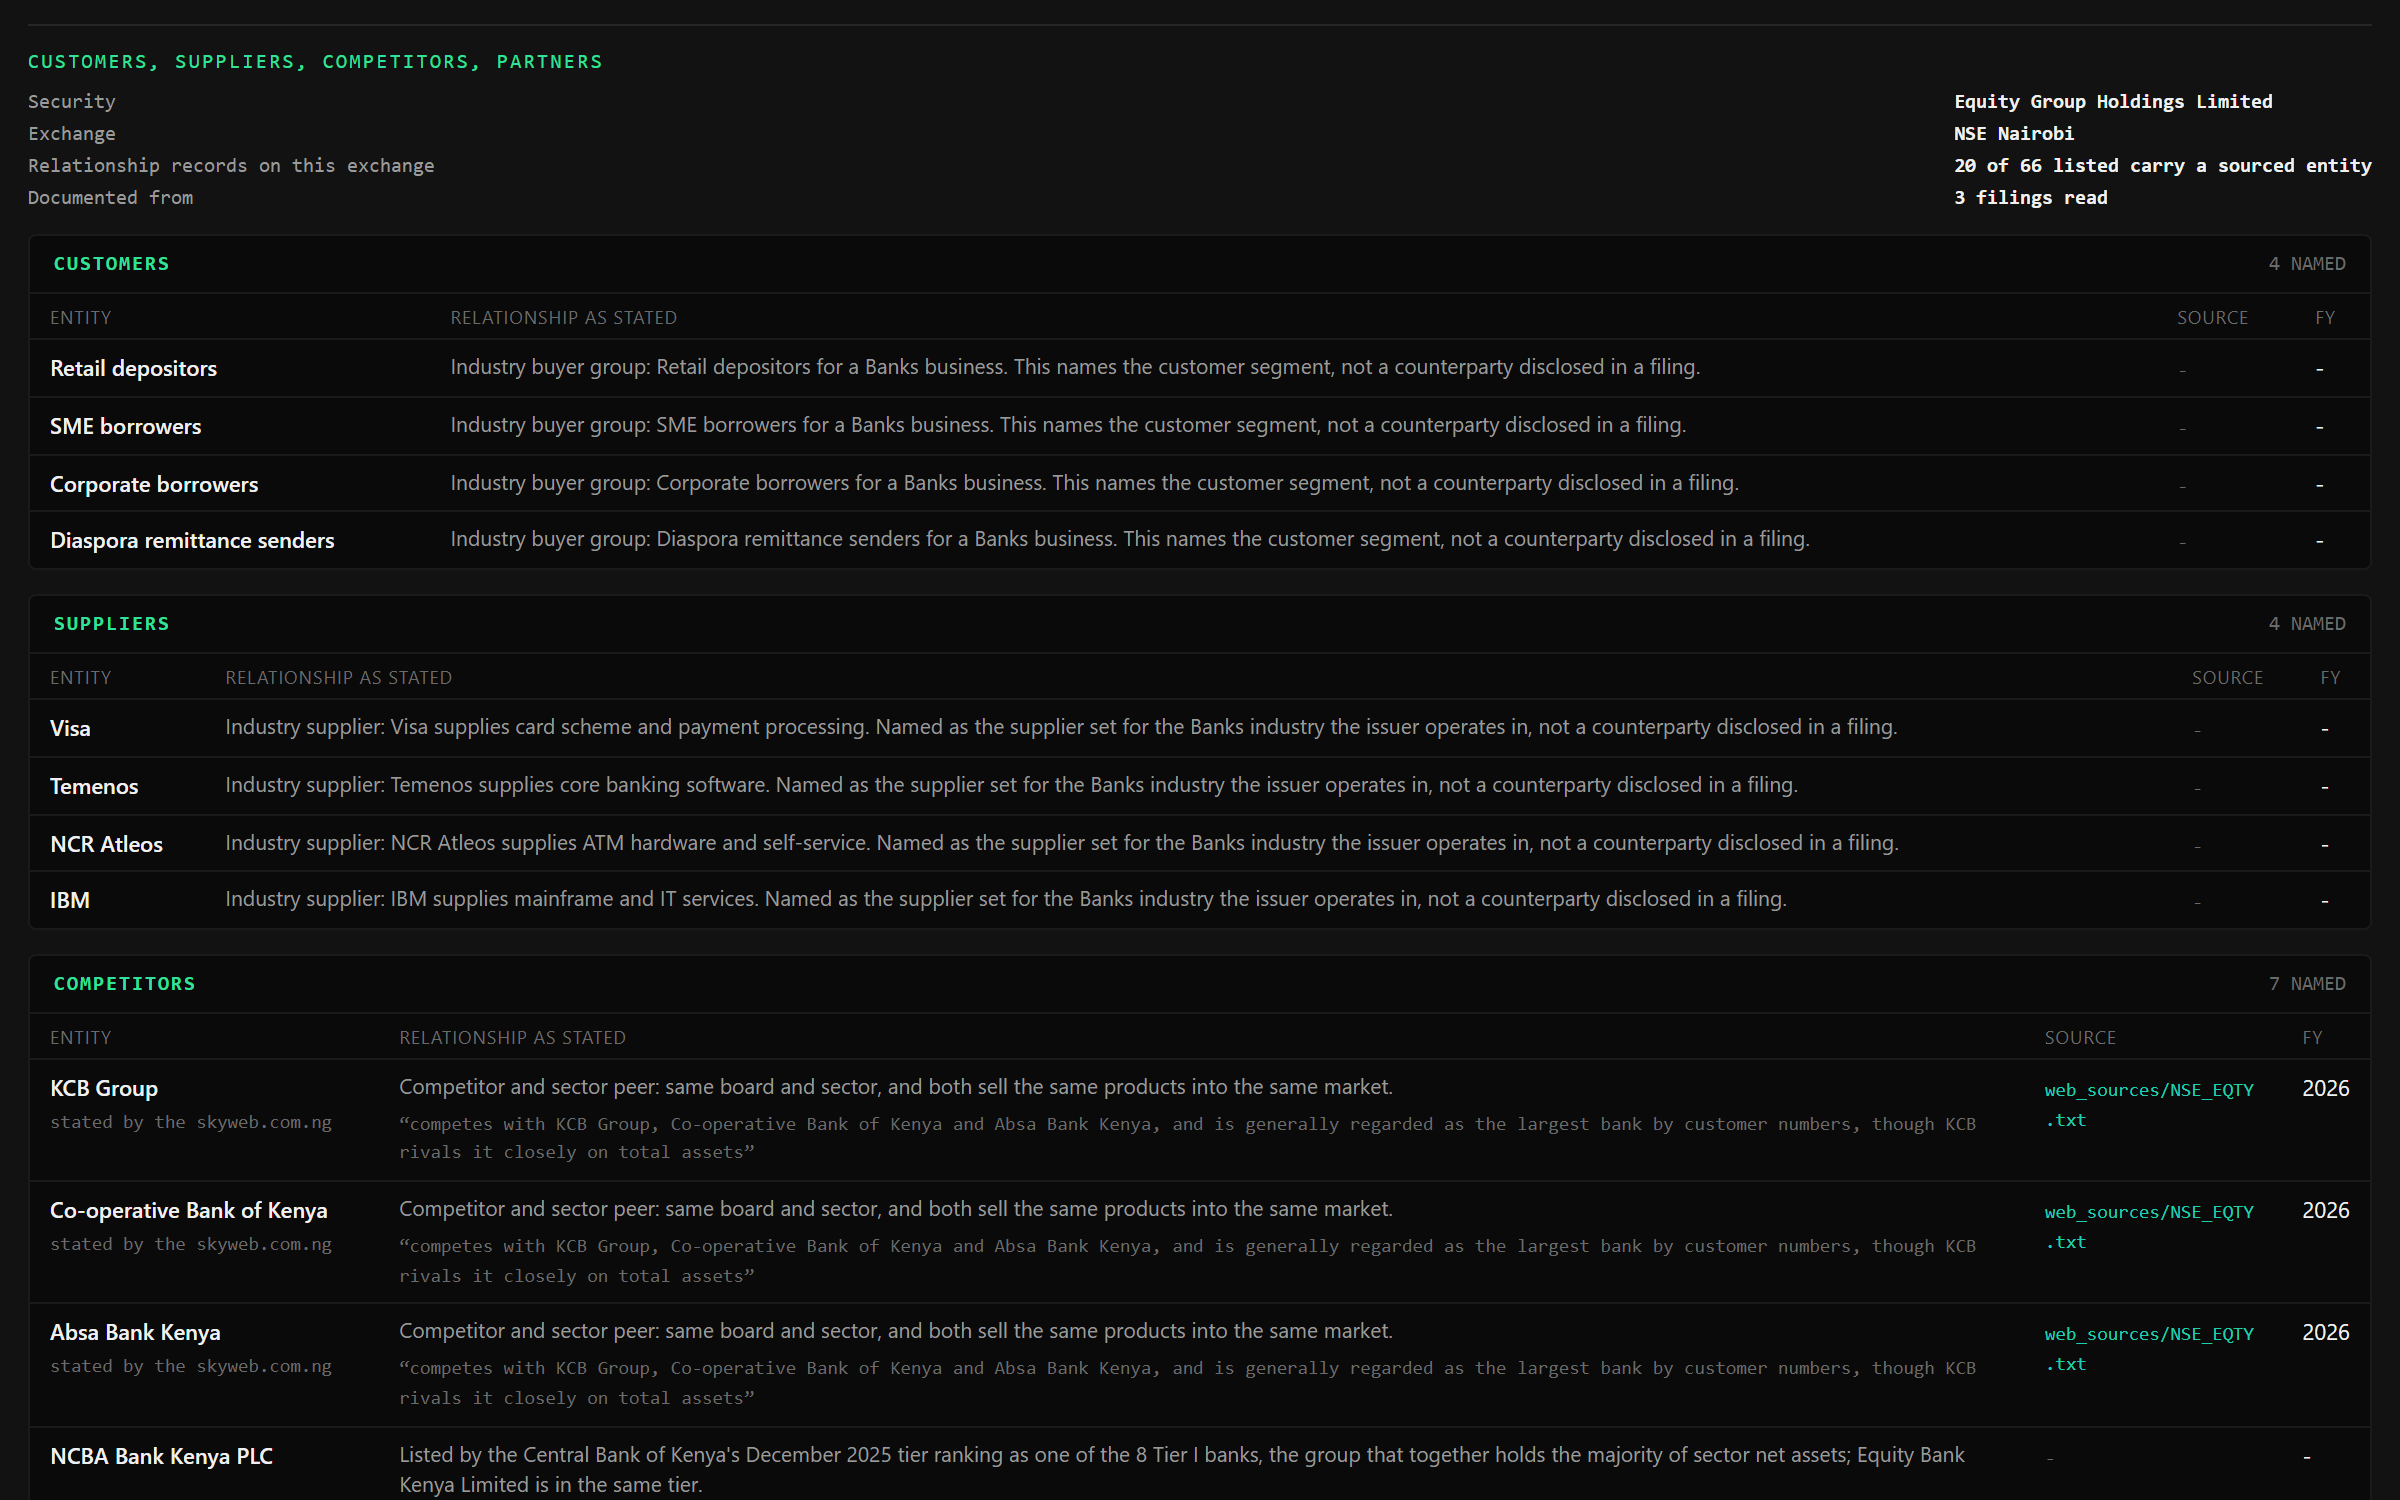 CUSTOMERS, SUPPLIERS, COMPETITORS, PARTNERS
Security Equity Group Holdings Limited
Exchange NSE Nairobi
Relationship records on this exchange 20 of 66 listed carry a sourced entity
Documented from 3 filings read
CUSTOMERS 4 NAMED
ENTITY RELATIONSHIP AS STATED SOURCE FY
Retail depositors Industry buyer group: Retail depositors for a Banks business. This names the customer segment, not a counterparty disclosed in a filing. - -
SME borrowers Industry buyer group: SME borrowers for a Banks business. This names the customer segment, not a counterparty disclosed in a filing. - -
Corporate borrowers Industry buyer group: Corporate borrowers for a Banks business. This names the customer segment, not a counterparty disclosed in a filing. - -
Diaspora remittance senders Industry buyer group: Diaspora remittance senders for a Banks business. This names the customer segment, not a counterparty disclosed in a filing. - -
SUPPLIERS 4 NAMED
ENTITY RELATIONSHIP AS STATED SOURCE FY
Visa Industry supplier: Visa supplies card scheme and payment processing. Named as the supplier set for the Banks industry the issuer operates in, not a counterparty disclosed in a filing. - -
Temenos Industry supplier: Temenos supplies core banking software. Named as the supplier set for the Banks industry the issuer operates in, not a counterparty disclosed in a filing. - -
NCR Atleos Industry supplier: NCR Atleos supplies ATM hardware and self-service. Named as the supplier set for the Banks industry the issuer operates in, not a counterparty disclosed in a filing. - -
IBM Industry supplier: IBM supplies mainframe and IT services. Named as the supplier set for the Banks industry the issuer operates in, not a counterparty disclosed in a filing. - -
COMPETITORS 7 NAMED
ENTITY RELATIONSHIP AS STATED SOURCE FY
KCB Group Competitor and sector peer: same board and sector, and both sell the same products into the same market. web_sources/NSE_EQTY 2026
stated by the skyweb.com.ng “competes with KCB Group, Co-operative Bank of Kenya and Absa Bank Kenya, and is generally regarded as the largest bank by customer numbers, though KCB .txt
rivals it closely on total assets”
Co-operative Bank of Kenya Competitor and sector peer: same board and sector, and both sell the same products into the same market. web_sources/NSE_EQTY 2026
stated by the skyweb.com.ng “competes with KCB Group, Co-operative Bank of Kenya and Absa Bank Kenya, and is generally regarded as the largest bank by customer numbers, though KCB .txt
rivals it closely on total assets”
Absa Bank Kenya Competitor and sector peer: same board and sector, and both sell the same products into the same market. web_sources/NSE_EQTY 2026
stated by the skyweb.com.ng “competes with KCB Group, Co-operative Bank of Kenya and Absa Bank Kenya, and is generally regarded as the largest bank by customer numbers, though KCB .txt
rivals it closely on total assets”
NCBA Bank Kenya PLC Listed by the Central Bank of Kenya's December 2025 tier ranking as one of the 8 Tier I banks, the group that together holds the majority of sector net assets; Equity Bank - -
Kenya Limited is in the same tier.